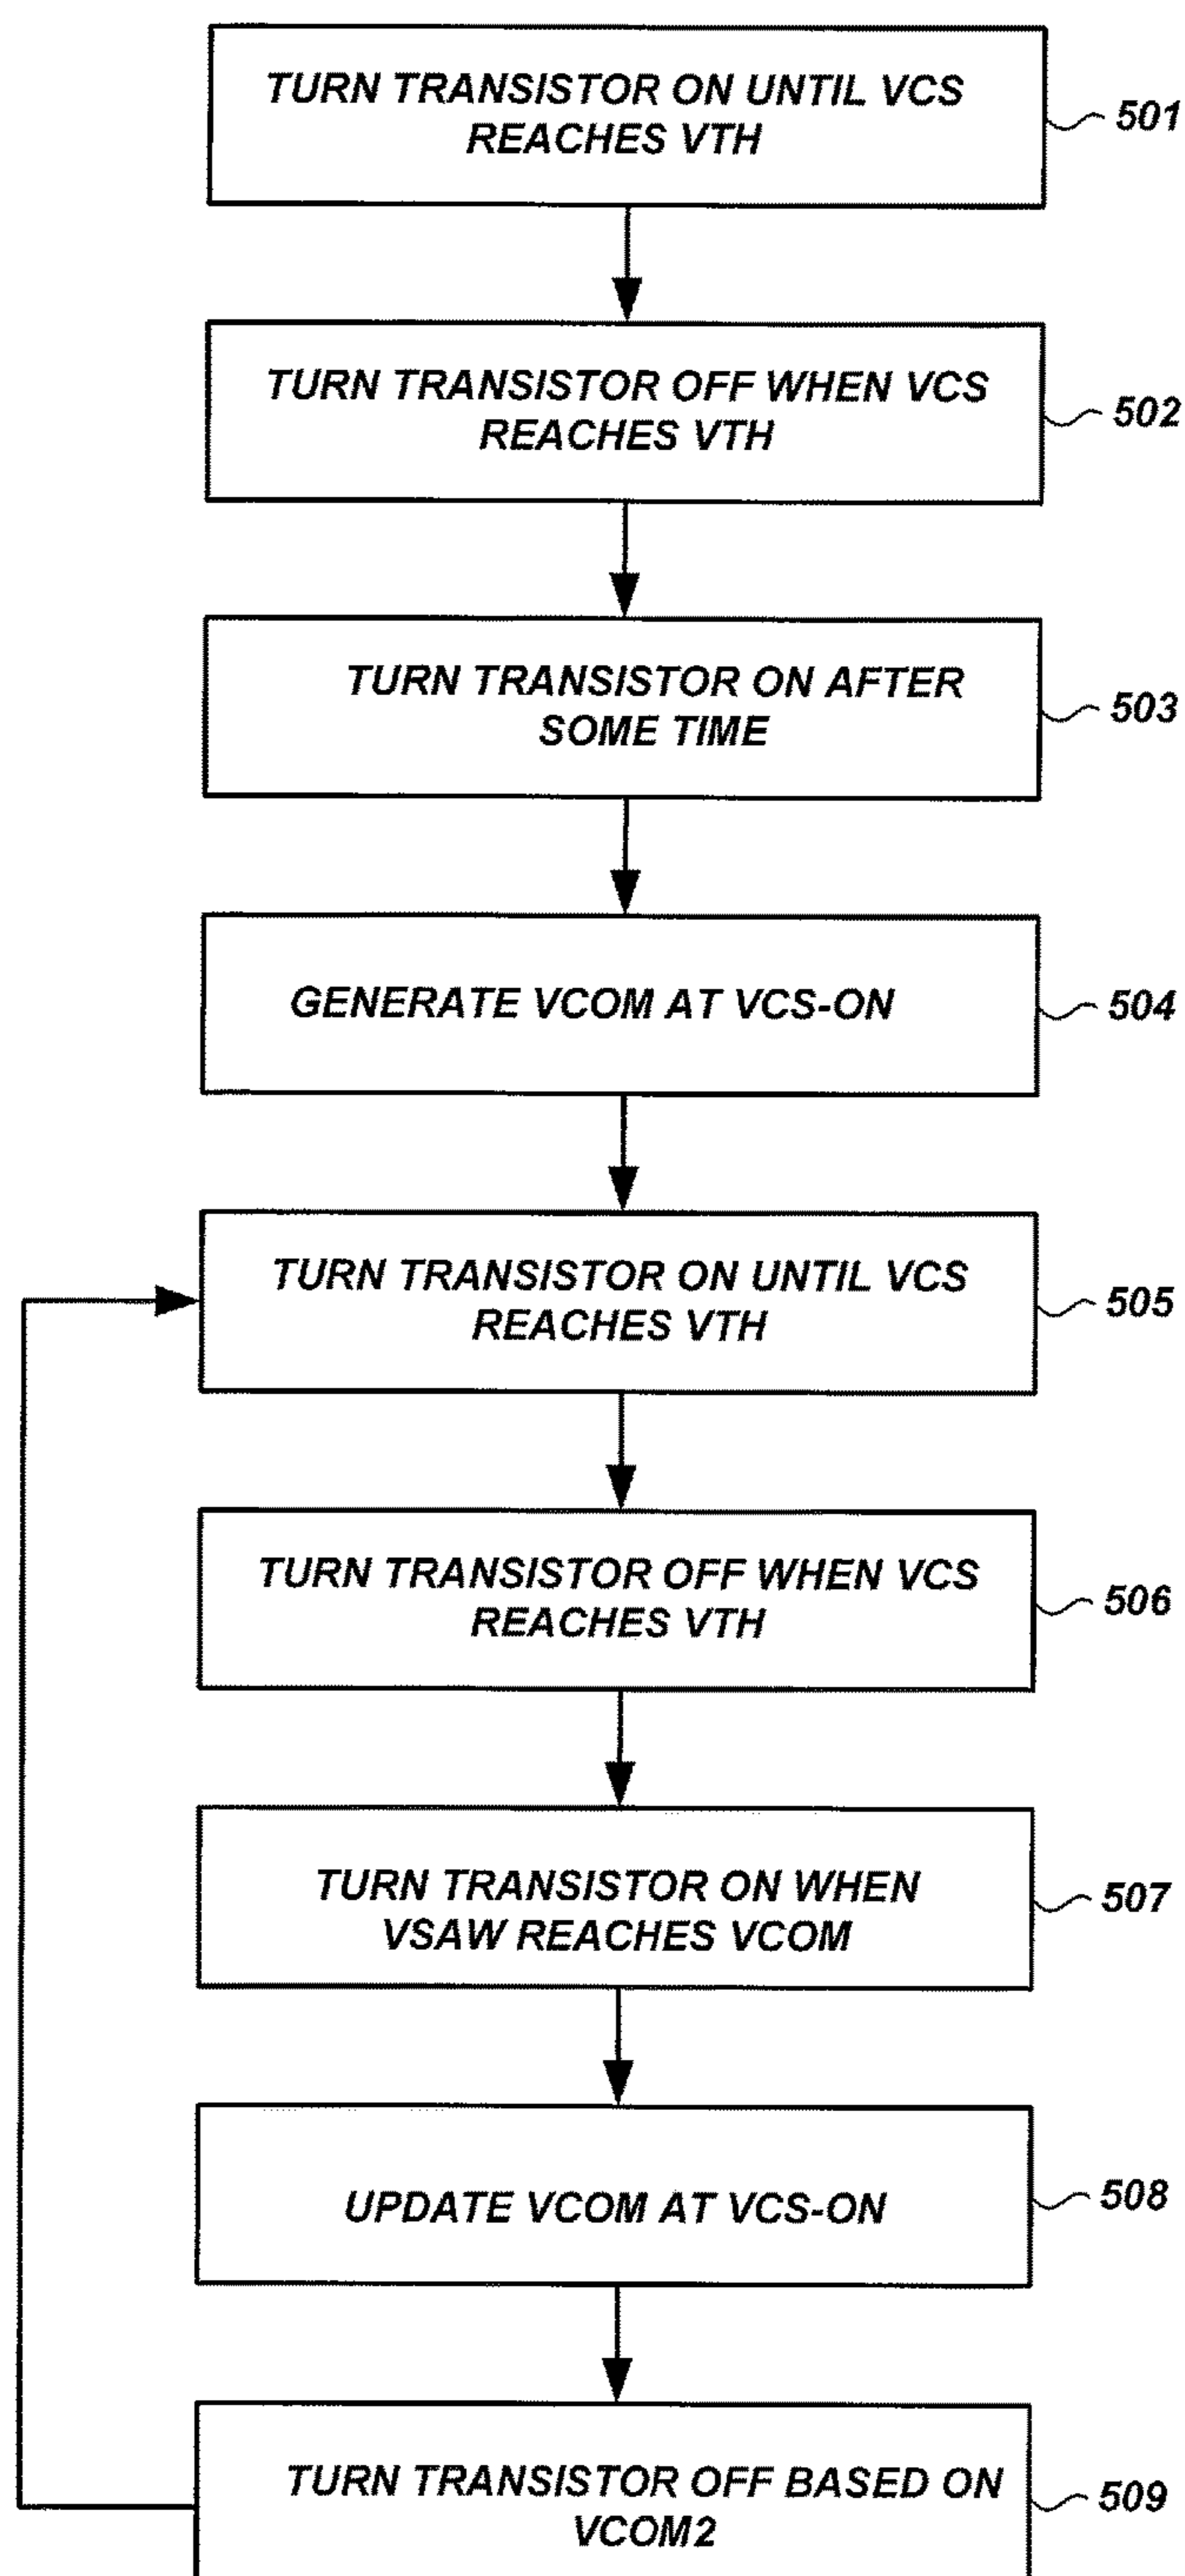 TURN TRANSISTOR ON UNTIL VCS
REACHES VTH
501
TURN TRANSISTOR OFF WHEN VCS
REACHES VTH
502
TURN TRANSISTOR ON AFTER
SOME TIME
503
GENERATE VCOM AT VCS-ON
504
TURN TRANSISTOR ON UNTIL VCS
REACHES VTH
505
TURN TRANSISTOR OFF WHEN VCS
REACHES VTH
506
TURN TRANSISTOR ON WHEN
VSAW REACHES VCOM
507
UPDATE VCOM AT VCS-ON
508
TURN TRANSISTOR OFF BASED ON
VCOM2
509